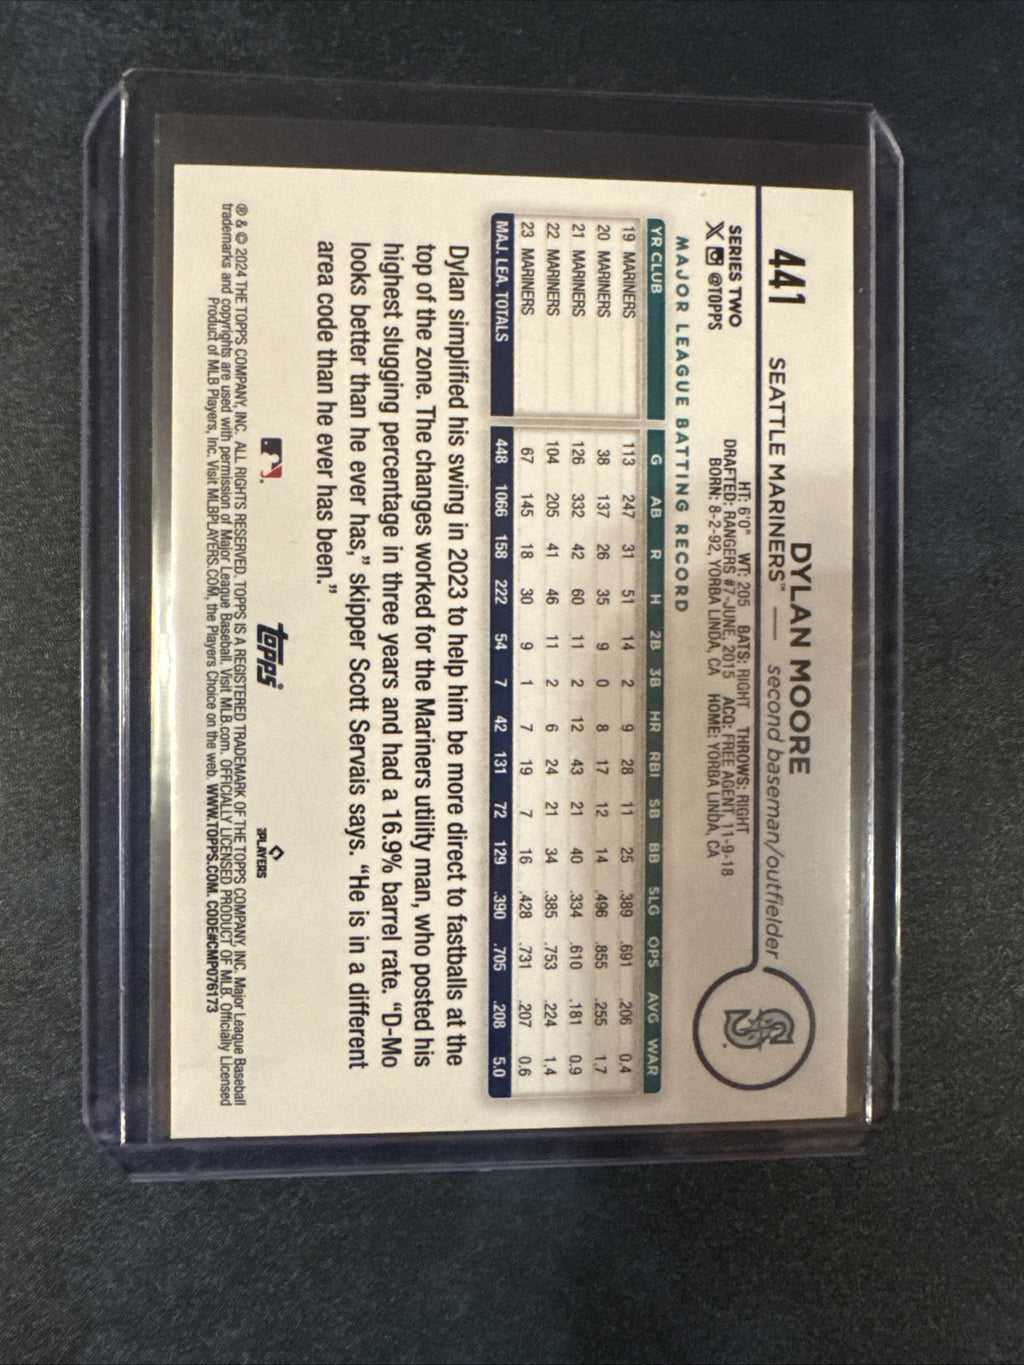 441
DYLAN MOORE
SEATTLE MARINERS™ — second baseman/outfielder
SERIES TWO
@TOPPS
HT: 6'0" WT: 205 BATS: RIGHT THROWS: RIGHT
DRAFTED: RANGERS #7-JUNE, 2015 ACQ: FREE AGENT, 11-9-18
BORN: 8-2-92, YORBA LINDA, CA HOME: YORBA LINDA, CA
MAJOR LEAGUE BATTING RECORD
YR CLUB G AB R H 2B 3B HR RBI SB BB SLG OPS AVG WAR
19 MARINERS 113 247 31 51 14 2 9 28 11 25 .389 .691 .206 0.4
20 MARINERS 38 137 26 35 9 0 8 17 12 14 .496 .855 .255 1.7
21 MARINERS 126 332 42 60 11 2 12 43 21 40 .334 .610 .181 0.9
22 MARINERS 104 205 41 46 11 2 6 24 21 34 .385 .753 .224 1.4
23 MARINERS 67 145 18 30 9 1 7 19 7 16 .428 .731 .207 0.6
MAJ. LEA. TOTALS 448 1066 158 222 54 7 42 131 72 129 .390 .705 .208 5.0
Dylan simplified his swing in 2023 to help him be more direct to fastballs at the
top of the zone. The changes worked for the Mariners utility man, who posted his
highest slugging percentage in three years and had a 16.9% barrel rate. “D-Mo
looks better than he ever has,” skipper Scott Servais says. “He is in a different
area code than he ever has been.”
topps
PLAYERS
® & © 2024 THE TOPPS COMPANY, INC. ALL RIGHTS RESERVED. TOPPS IS A REGISTERED TRADEMARK OF THE TOPPS COMPANY, INC. Major League Baseball
trademarks and copyrights are used with permission of Major League Baseball. Visit MLB.com. OFFICIALLY LICENSED PRODUCT OF MLB. Officially Licensed
Product of MLB Players, Inc. Visit MLBPLAYERS.COM, the Players Choice on the web. WWW.TOPPS.COM. CODE#CMP076173